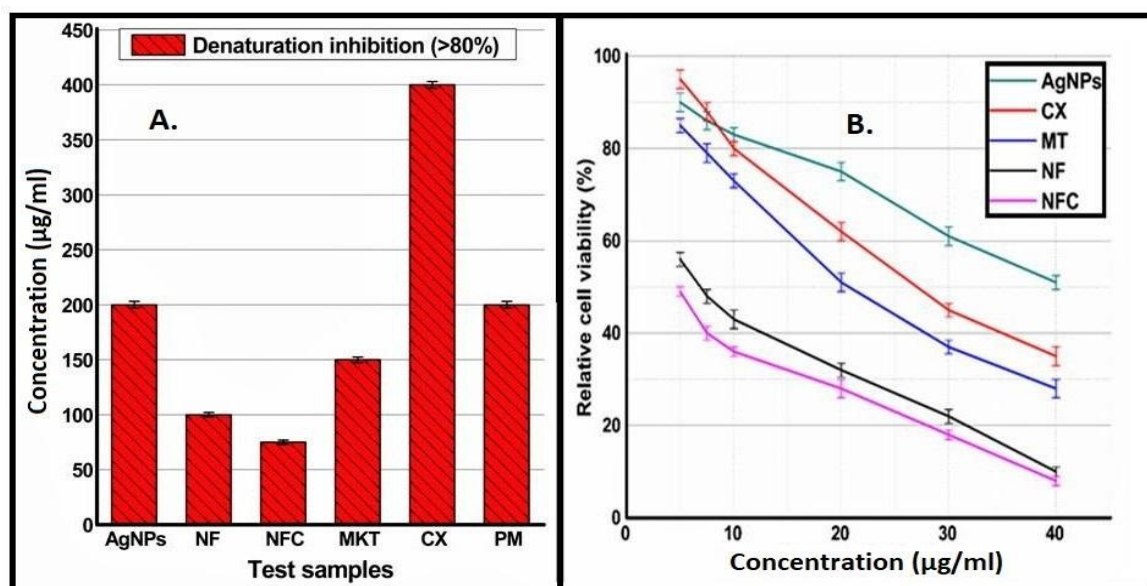 Denaturation inhibition (>80%)
A.
Concentration (µg/ml)
450
400
350
300
250
200
150
100
50
0
AgNPs NF NFC MKT CX PM
Test samples
B.
AgNPs
CX
MT
NF
NFC
Relative cell viability (%)
100
80
60
40
20
0
0 10 20 30 40
Concentration (µg/ml)